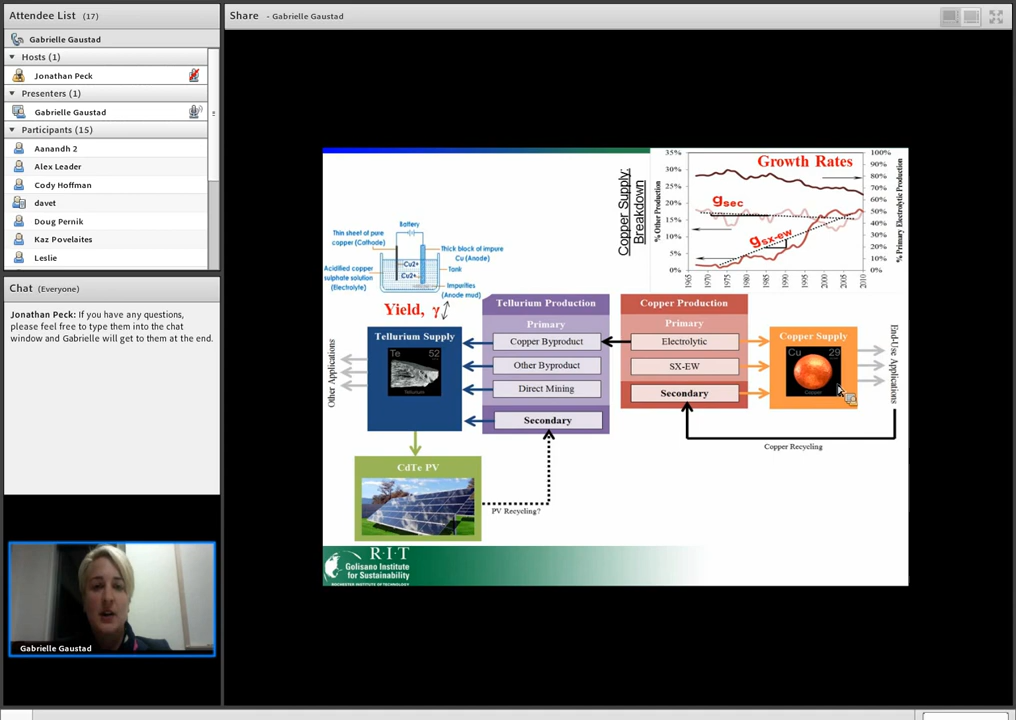 Attendee List (17)
Gabrielle Gaustad
Hosts (1)
Jonathan Peck
Presenters (1)
Gabrielle Gaustad
Participants (15)
Aanandh 2
Alex Leader
Cody Hoffman
davet
Doug Pernik
Kaz Povelaites
Leslie
Chat (Everyone)
Jonathan Peck: If you have any questions,
please feel free to type them into the chat
window and Gabrielle will get to them at the end.
Gabrielle Gaustad
Share - Gabrielle Gaustad
Copper Supply:
Breakdown
Growth Rates
% Other Production
% Primary Electrolytic Production
35%
30%
25%
20%
15%
10%
5%
0%
100%
90%
80%
70%
60%
50%
40%
30%
20%
10%
0%
1965
1970
1975
1980
1985
1990
1995
2000
2005
2010
gsec
gsx-ew
Battery
Thin sheet of pure
copper (Cathode)
Thick block of impure
Cu (Anode)
Cu2+
Cu2+
Tank
Acidified copper
sulphate solution
(Electrolyte)
Impurities
(Anode mud)
Yield, γ
Tellurium Production
Primary
Copper Byproduct
Other Byproduct
Direct Mining
Secondary
Copper Production
Primary
Electrolytic
SX-EW
Secondary
Tellurium Supply
Te 52
Tellurium
Copper Supply
Cu 29
Copper
Other Applications
End-Use Applications
Copper Recycling
CdTe PV
PV Recycling?
R·I·T
Golisano Institute
for Sustainability
ROCHESTER INSTITUTE OF TECHNOLOGY